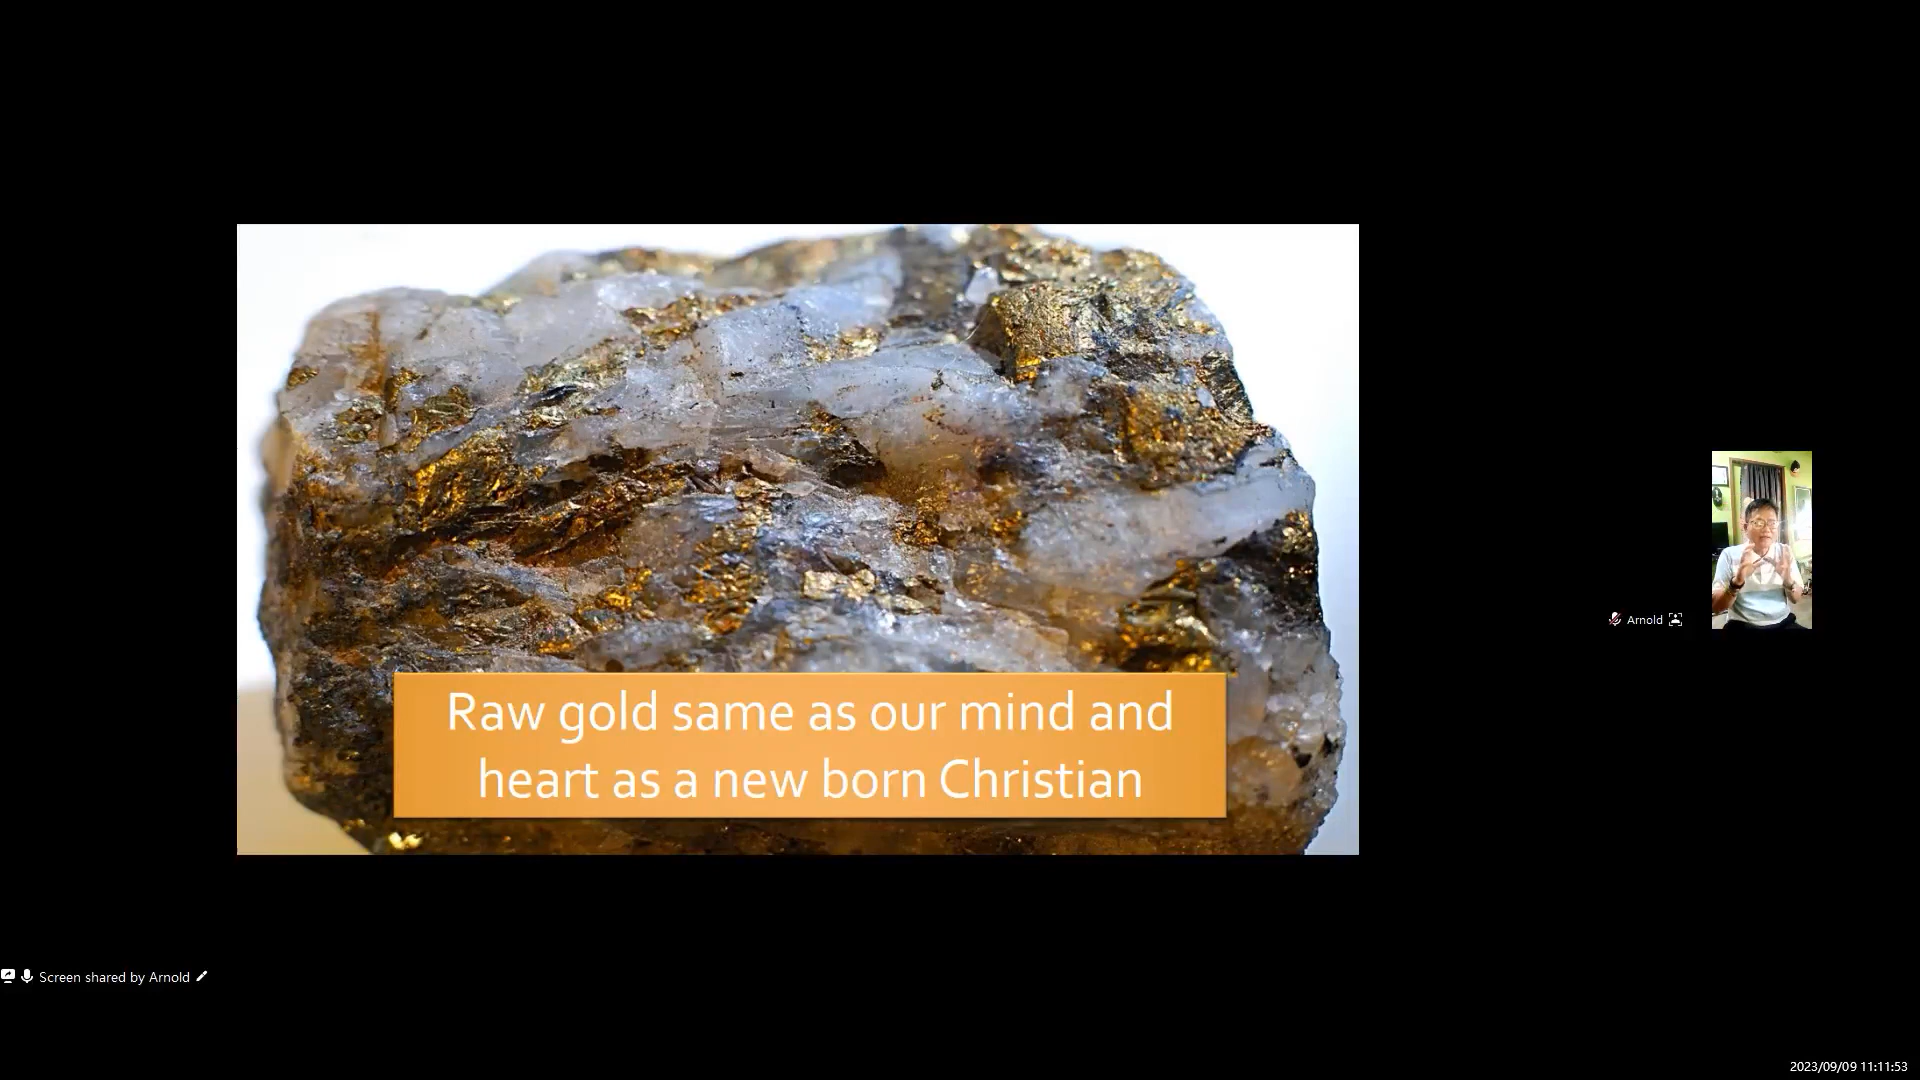 Raw gold same as our mind and
heart as a new born Christian
Arnold
Screen shared by Arnold
2023/09/09 11:11:53